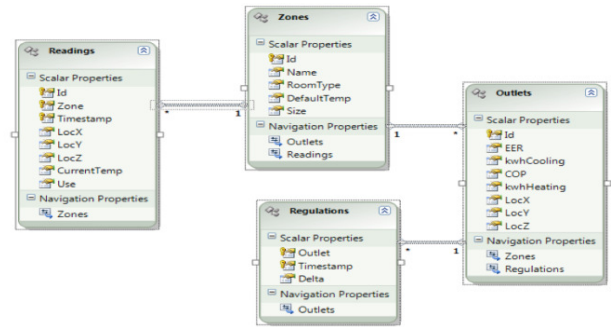 Readings
Scalar Properties
Id
Zone
Timestamp
LocX
LocY
LocZ
CurrentTemp
Use
Navigation Properties
Zones
*
1
Zones
Scalar Properties
Id
Name
RoomType
DefaultTemp
Size
Navigation Properties
Outlets
Readings
1
*
Outlets
Scalar Properties
Id
EER
kwhCooling
COP
kwhHeating
LocX
LocY
LocZ
Navigation Properties
Zones
Regulations
Regulations
Scalar Properties
Outlet
Timestamp
Delta
Navigation Properties
Outlets
*
1